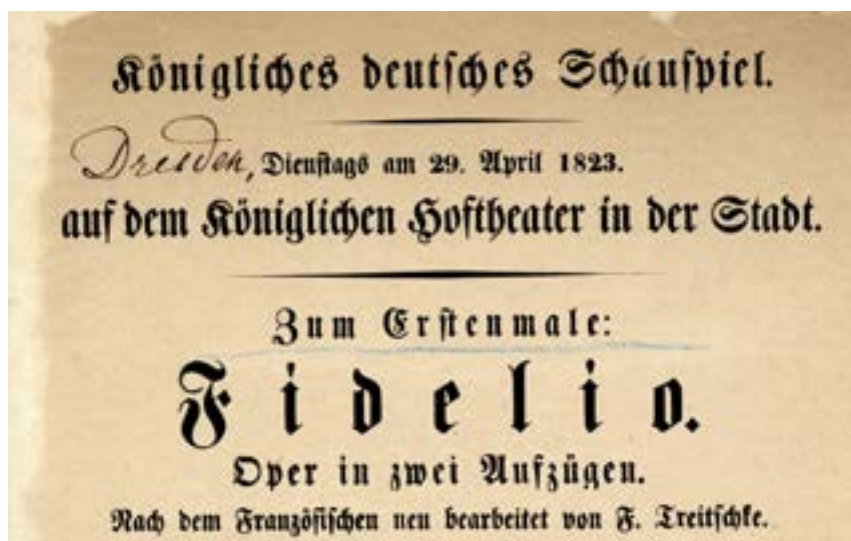 Königliches deutsches Schauspiel.
Dresden, Dienstags am 29. April 1823.
auf dem Königlichen Hoftheater in der Stadt.
Zum Erstenmale:
Fidelio.
Oper in zwei Aufzügen.
Nach dem Französischen neu bearbeitet von F. Treitschke.